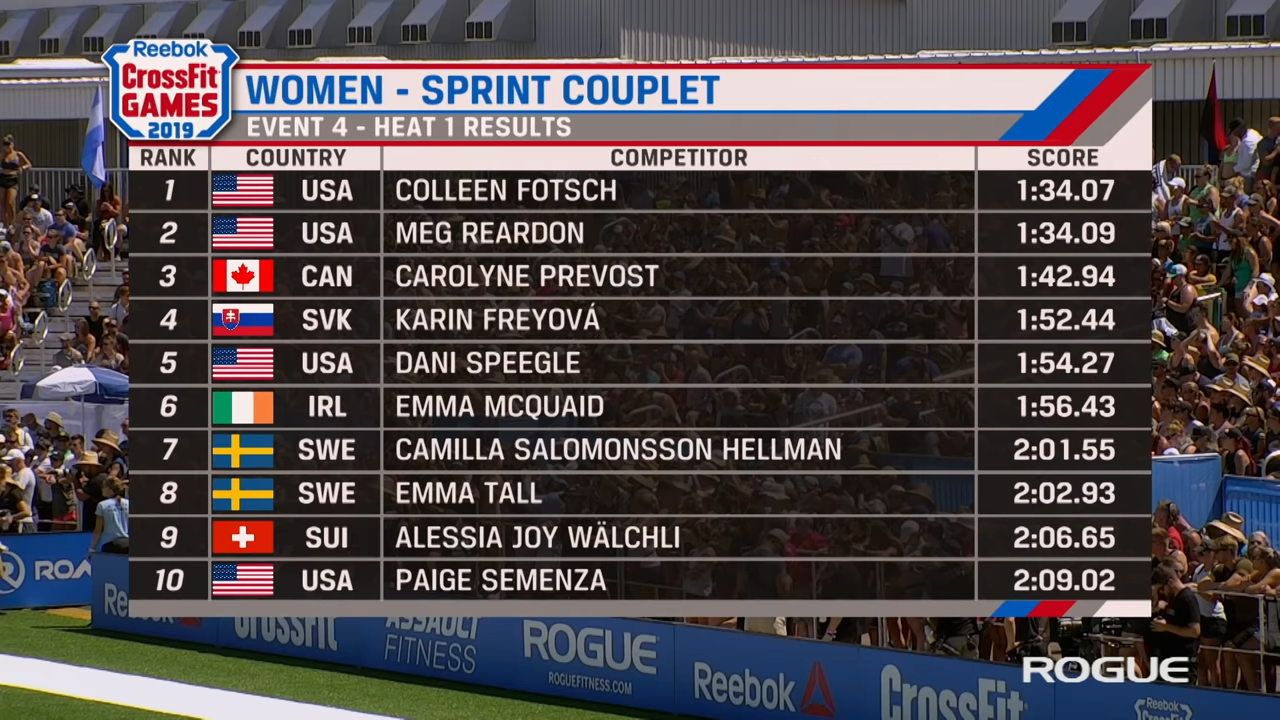 Reebok
CrossFit
GAMES
2019
WOMEN - SPRINT COUPLET
EVENT 4 - HEAT 1 RESULTS
RANK COUNTRY COMPETITOR SCORE
1 USA COLLEEN FOTSCH 1:34.07
2 USA MEG REARDON 1:34.09
3 CAN CAROLYNE PREVOST 1:42.94
4 SVK KARIN FREYOVÁ 1:52.44
5 USA DANI SPEEGLE 1:54.27
6 IRL EMMA MCQUAID 1:56.43
7 SWE CAMILLA SALOMONSSON HELLMAN 2:01.55
8 SWE EMMA TALL 2:02.93
9 SUI ALESSIA JOY WÄLCHLI 2:06.65
10 USA PAIGE SEMENZA 2:09.02
ROA
Re
CrossFit
ASSAULT
FITNESS
ROGUE
ROGUEFITNESS.COM
Reebok
CrossFit
ROGUE
Reebok